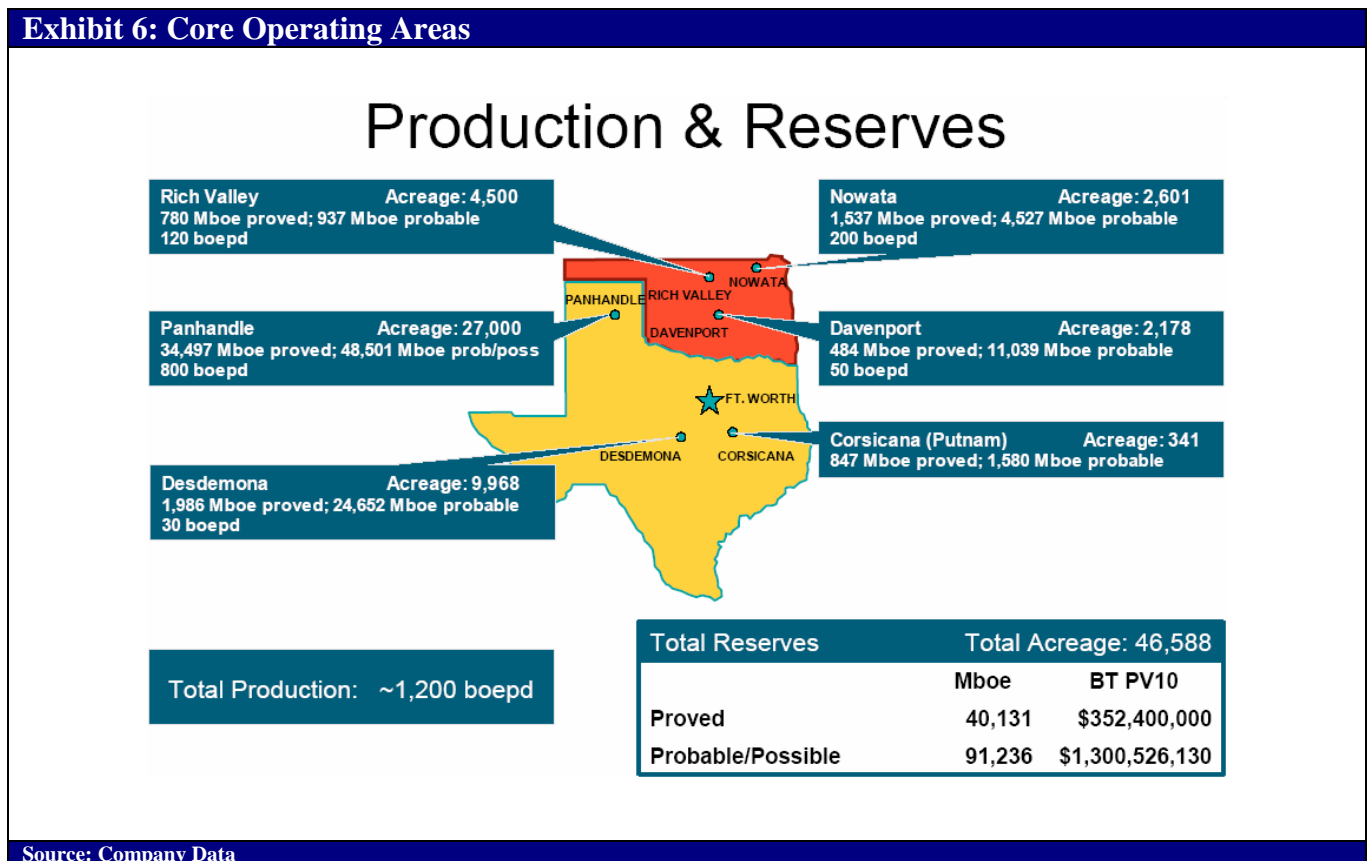 Exhibit 6: Core Operating Areas
Production & Reserves
Rich Valley Acreage: 4,500
780 Mboe proved; 937 Mboe probable
120 boepd
Nowata Acreage: 2,601
1,537 Mboe proved; 4,527 Mboe probable
200 boepd
Panhandle Acreage: 27,000
34,497 Mboe proved; 48,501 Mboe prob/poss
800 boepd
Davenport Acreage: 2,178
484 Mboe proved; 11,039 Mboe probable
50 boepd
Corsicana (Putnam) Acreage: 341
847 Mboe proved; 1,580 Mboe probable
Desdemona Acreage: 9,968
1,986 Mboe proved; 24,652 Mboe probable
30 boepd
NOWATA
PANHANDLE
RICH VALLEY
DAVENPORT
FT. WORTH
DESDEMONA
CORSICANA
Total Production: ~1,200 boepd
Total Reserves Total Acreage: 46,588
Mboe BT PV10
Proved 40,131 $352,400,000
Probable/Possible 91,236 $1,300,526,130
Source: Company Data